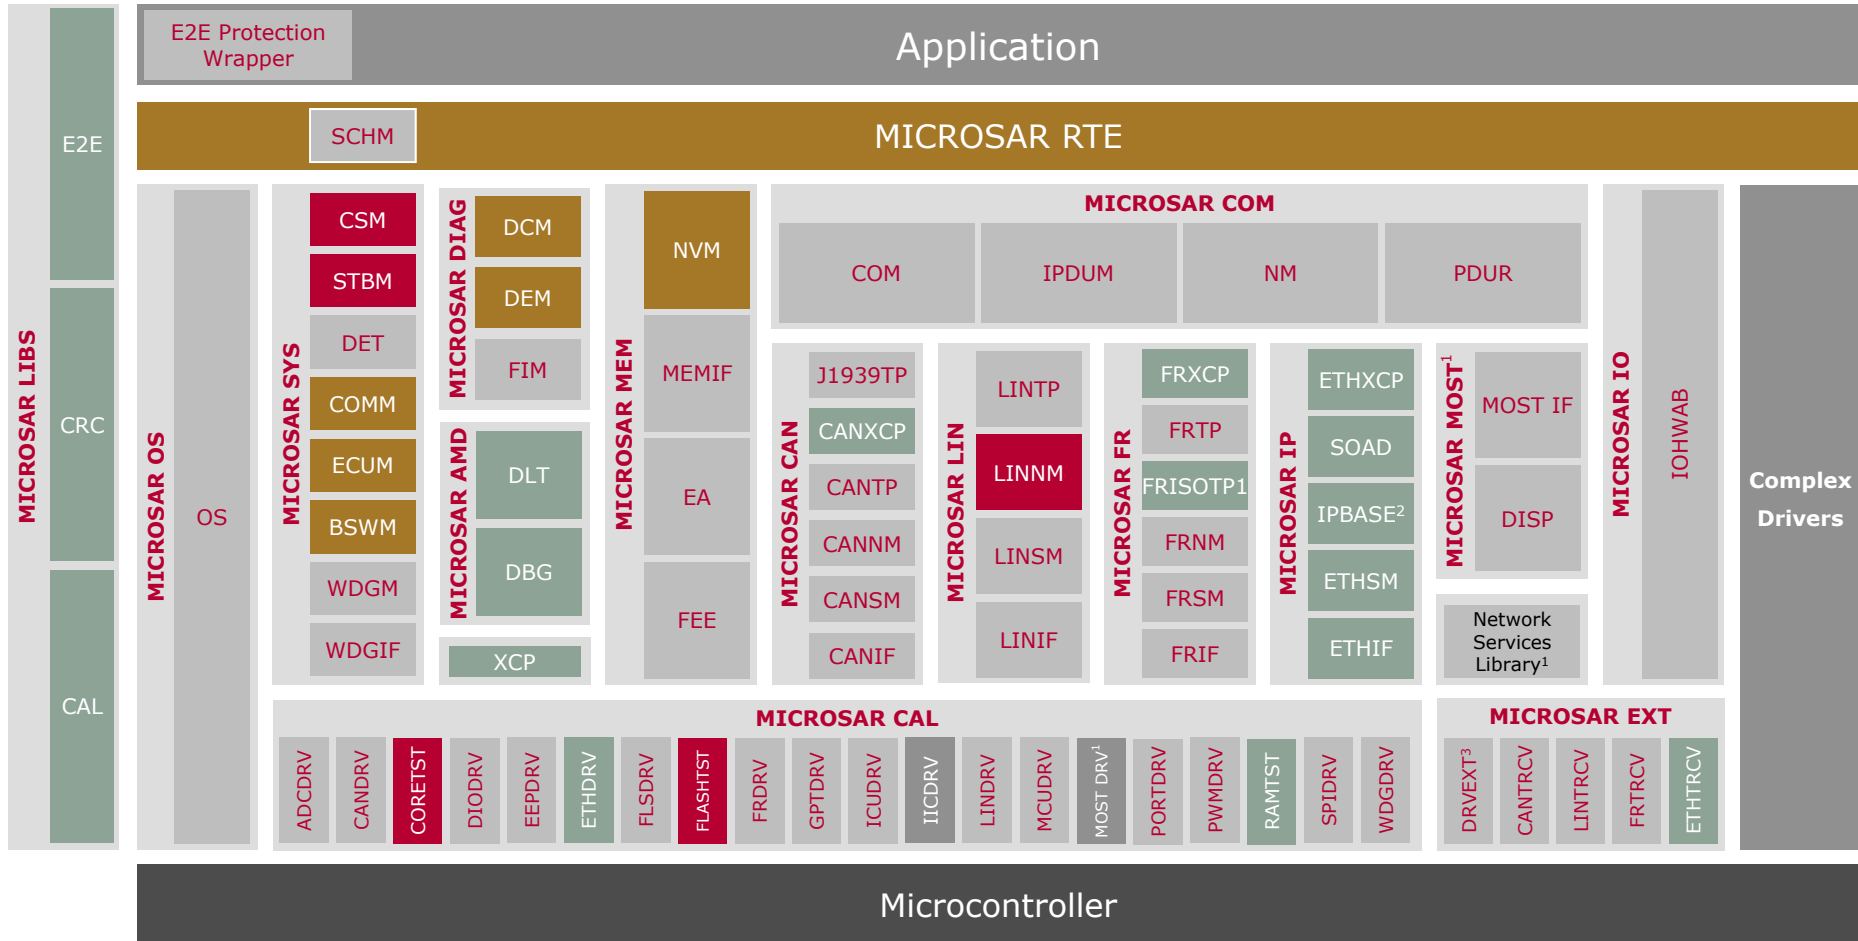 E2E Protection
Wrapper
Application
MICROSAR RTE
SCHM
MICROSAR LIBS
E2E
CRC
CAL
MICROSAR OS
OS
MICROSAR SYS
CSM
STBM
DET
COMM
ECUM
BSWM
WDGM
WDGIF
MICROSAR DIAG
DCM
DEM
FIM
MICROSAR AMD
DLT
DBG
XCP
MICROSAR MEM
NVM
MEMIF
EA
FEE
MICROSAR COM
COM
IPDUM
NM
PDUR
MICROSAR CAN
J1939TP
CANXCP
CANTP
CANNM
CANSM
CANIF
MICROSAR LIN
LINTP
LINNM
LINSM
LINIF
MICROSAR FR
FRXCP
FRTP
FRISOTP1
FRNM
FRSM
FRIF
MICROSAR IP
ETHXCP
SOAD
IPBASE²
ETHSM
ETHIF
MICROSAR MOST¹
MOST IF
DISP
Network
Services
Library¹
MICROSAR IO
IOHWAB
Complex
Drivers
MICROSAR CAL
ADCDRV
CANDRV
CORETST
DIODRV
EEPDRV
ETHDRV
FLSDRV
FLASHTST
FRDRV
GPTDRV
ICUDRV
IICDRV
LINDRV
MCUDRV
MOST DRV¹
PORTDRV
PWMDRV
RAMTST
SPIDRV
WDGDRV
MICROSAR EXT
DRVEXT³
CANTRCV
LINTRCV
FRTRCV
ETHTRCV
Microcontroller